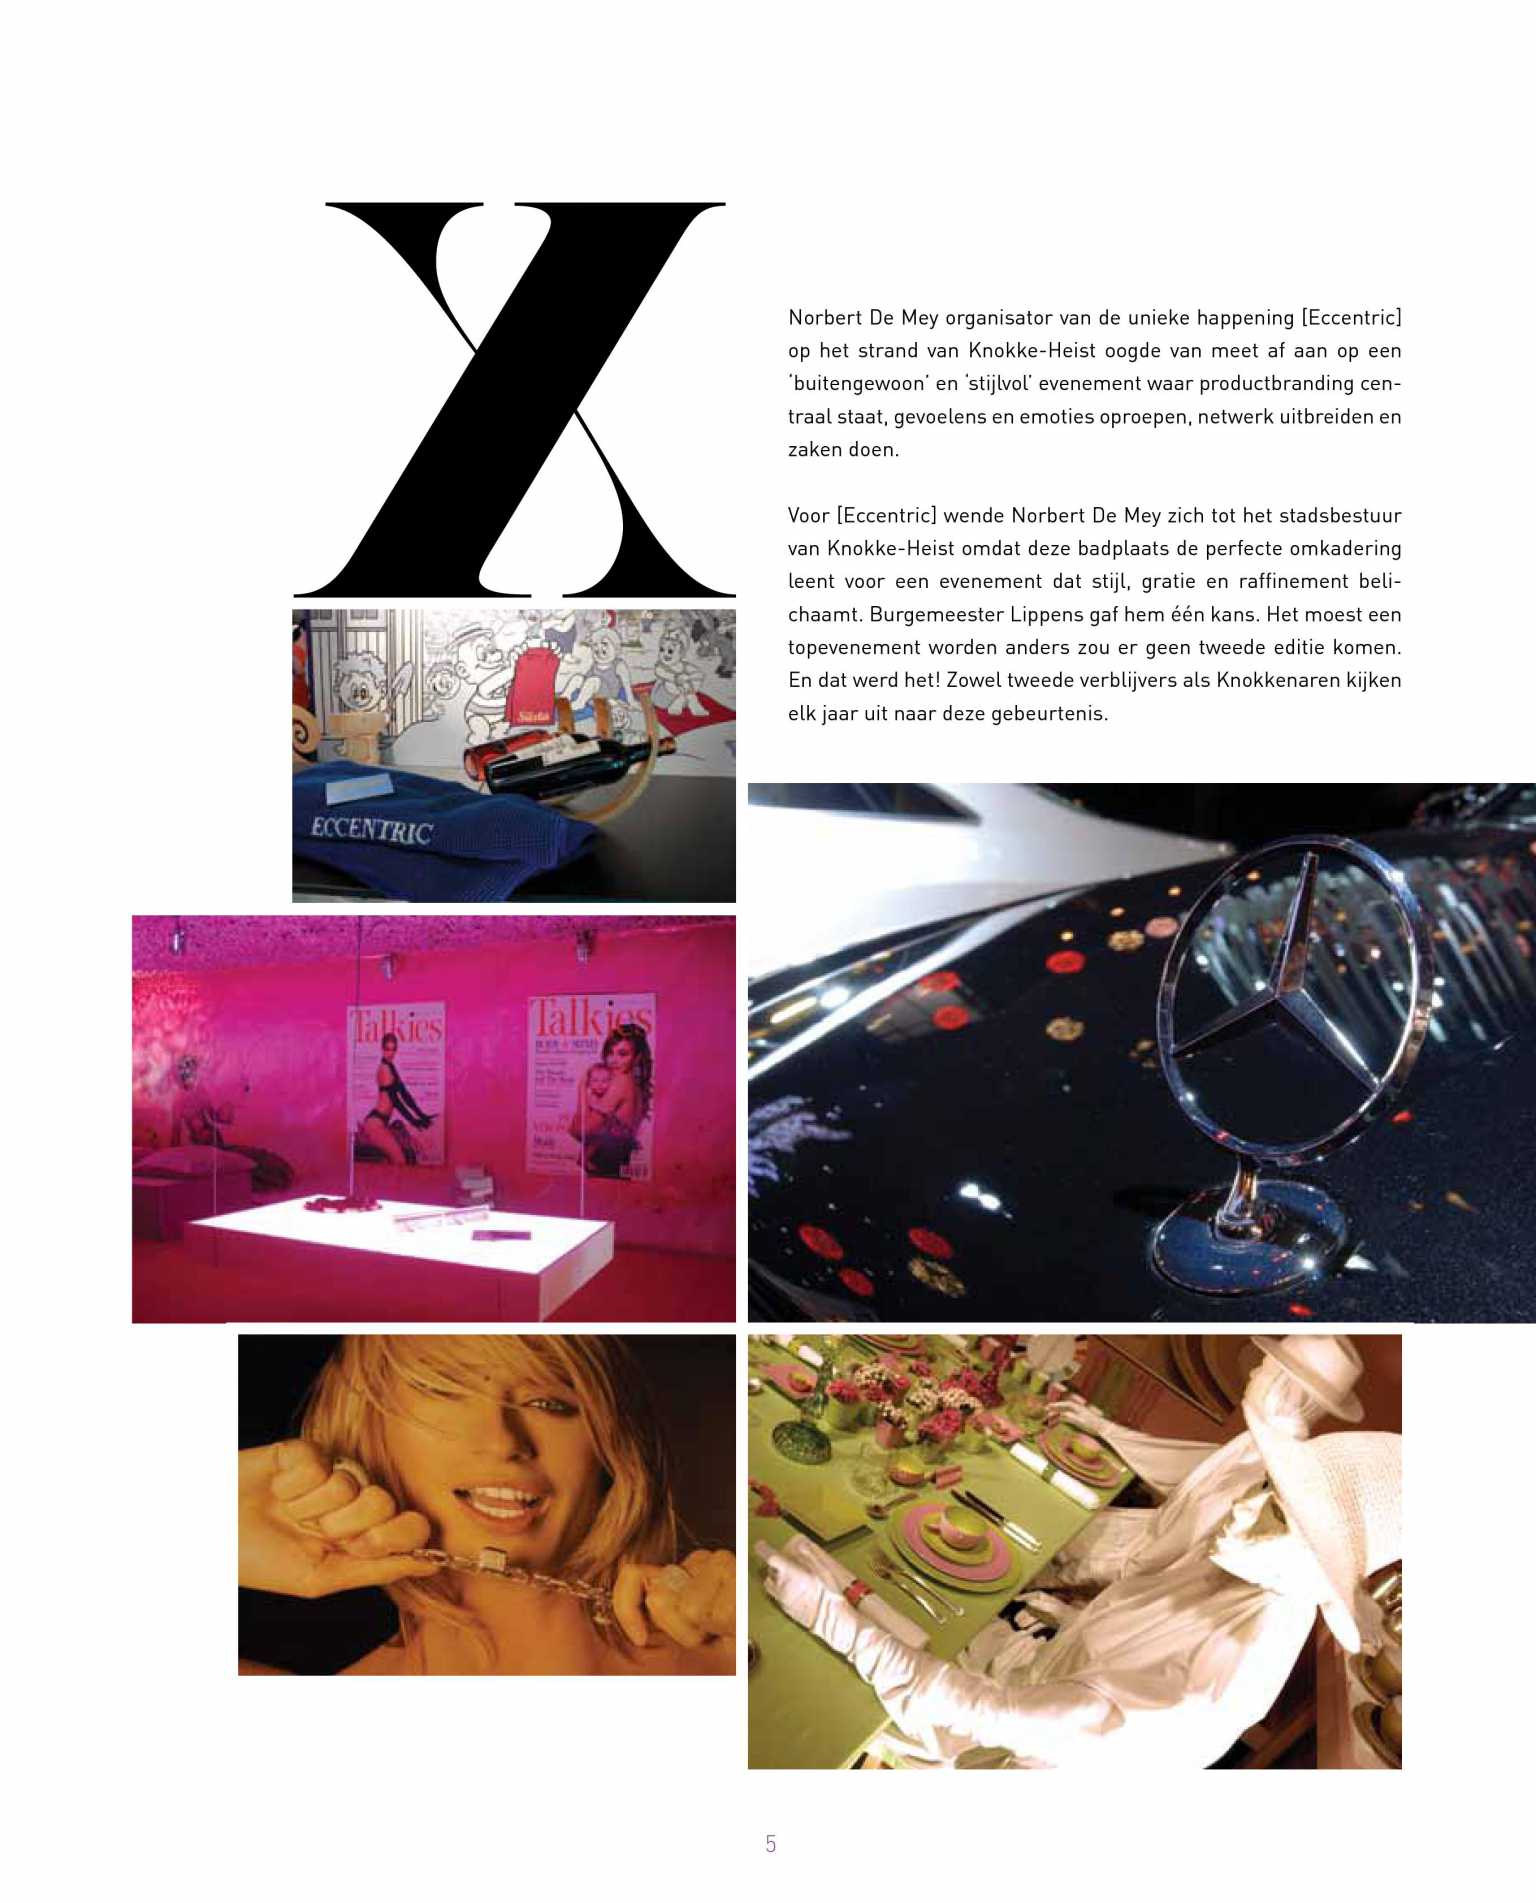 X
Norbert De Mey organisator van de unieke happening [Eccentric]
op het strand van Knokke-Heist oogde van meet af aan op een
‘buitengewoon’ en ‘stijlvol’ evenement waar productbranding cen-
traal staat, gevoelens en emoties oproepen, netwerk uitbreiden en
zaken doen.
Voor [Eccentric] wende Norbert De Mey zich tot het stadsbestuur
van Knokke-Heist omdat deze badplaats de perfecte omkadering
leent voor een evenement dat stijl, gratie en raffinement beli-
chaamt. Burgemeester Lippens gaf hem één kans. Het moest een
topevenement worden anders zou er geen tweede editie komen.
En dat werd het! Zowel tweede verblijvers als Knokkenaren kijken
elk jaar uit naar deze gebeurtenis.
ECCENTRIC
Talkies
Talkies
5